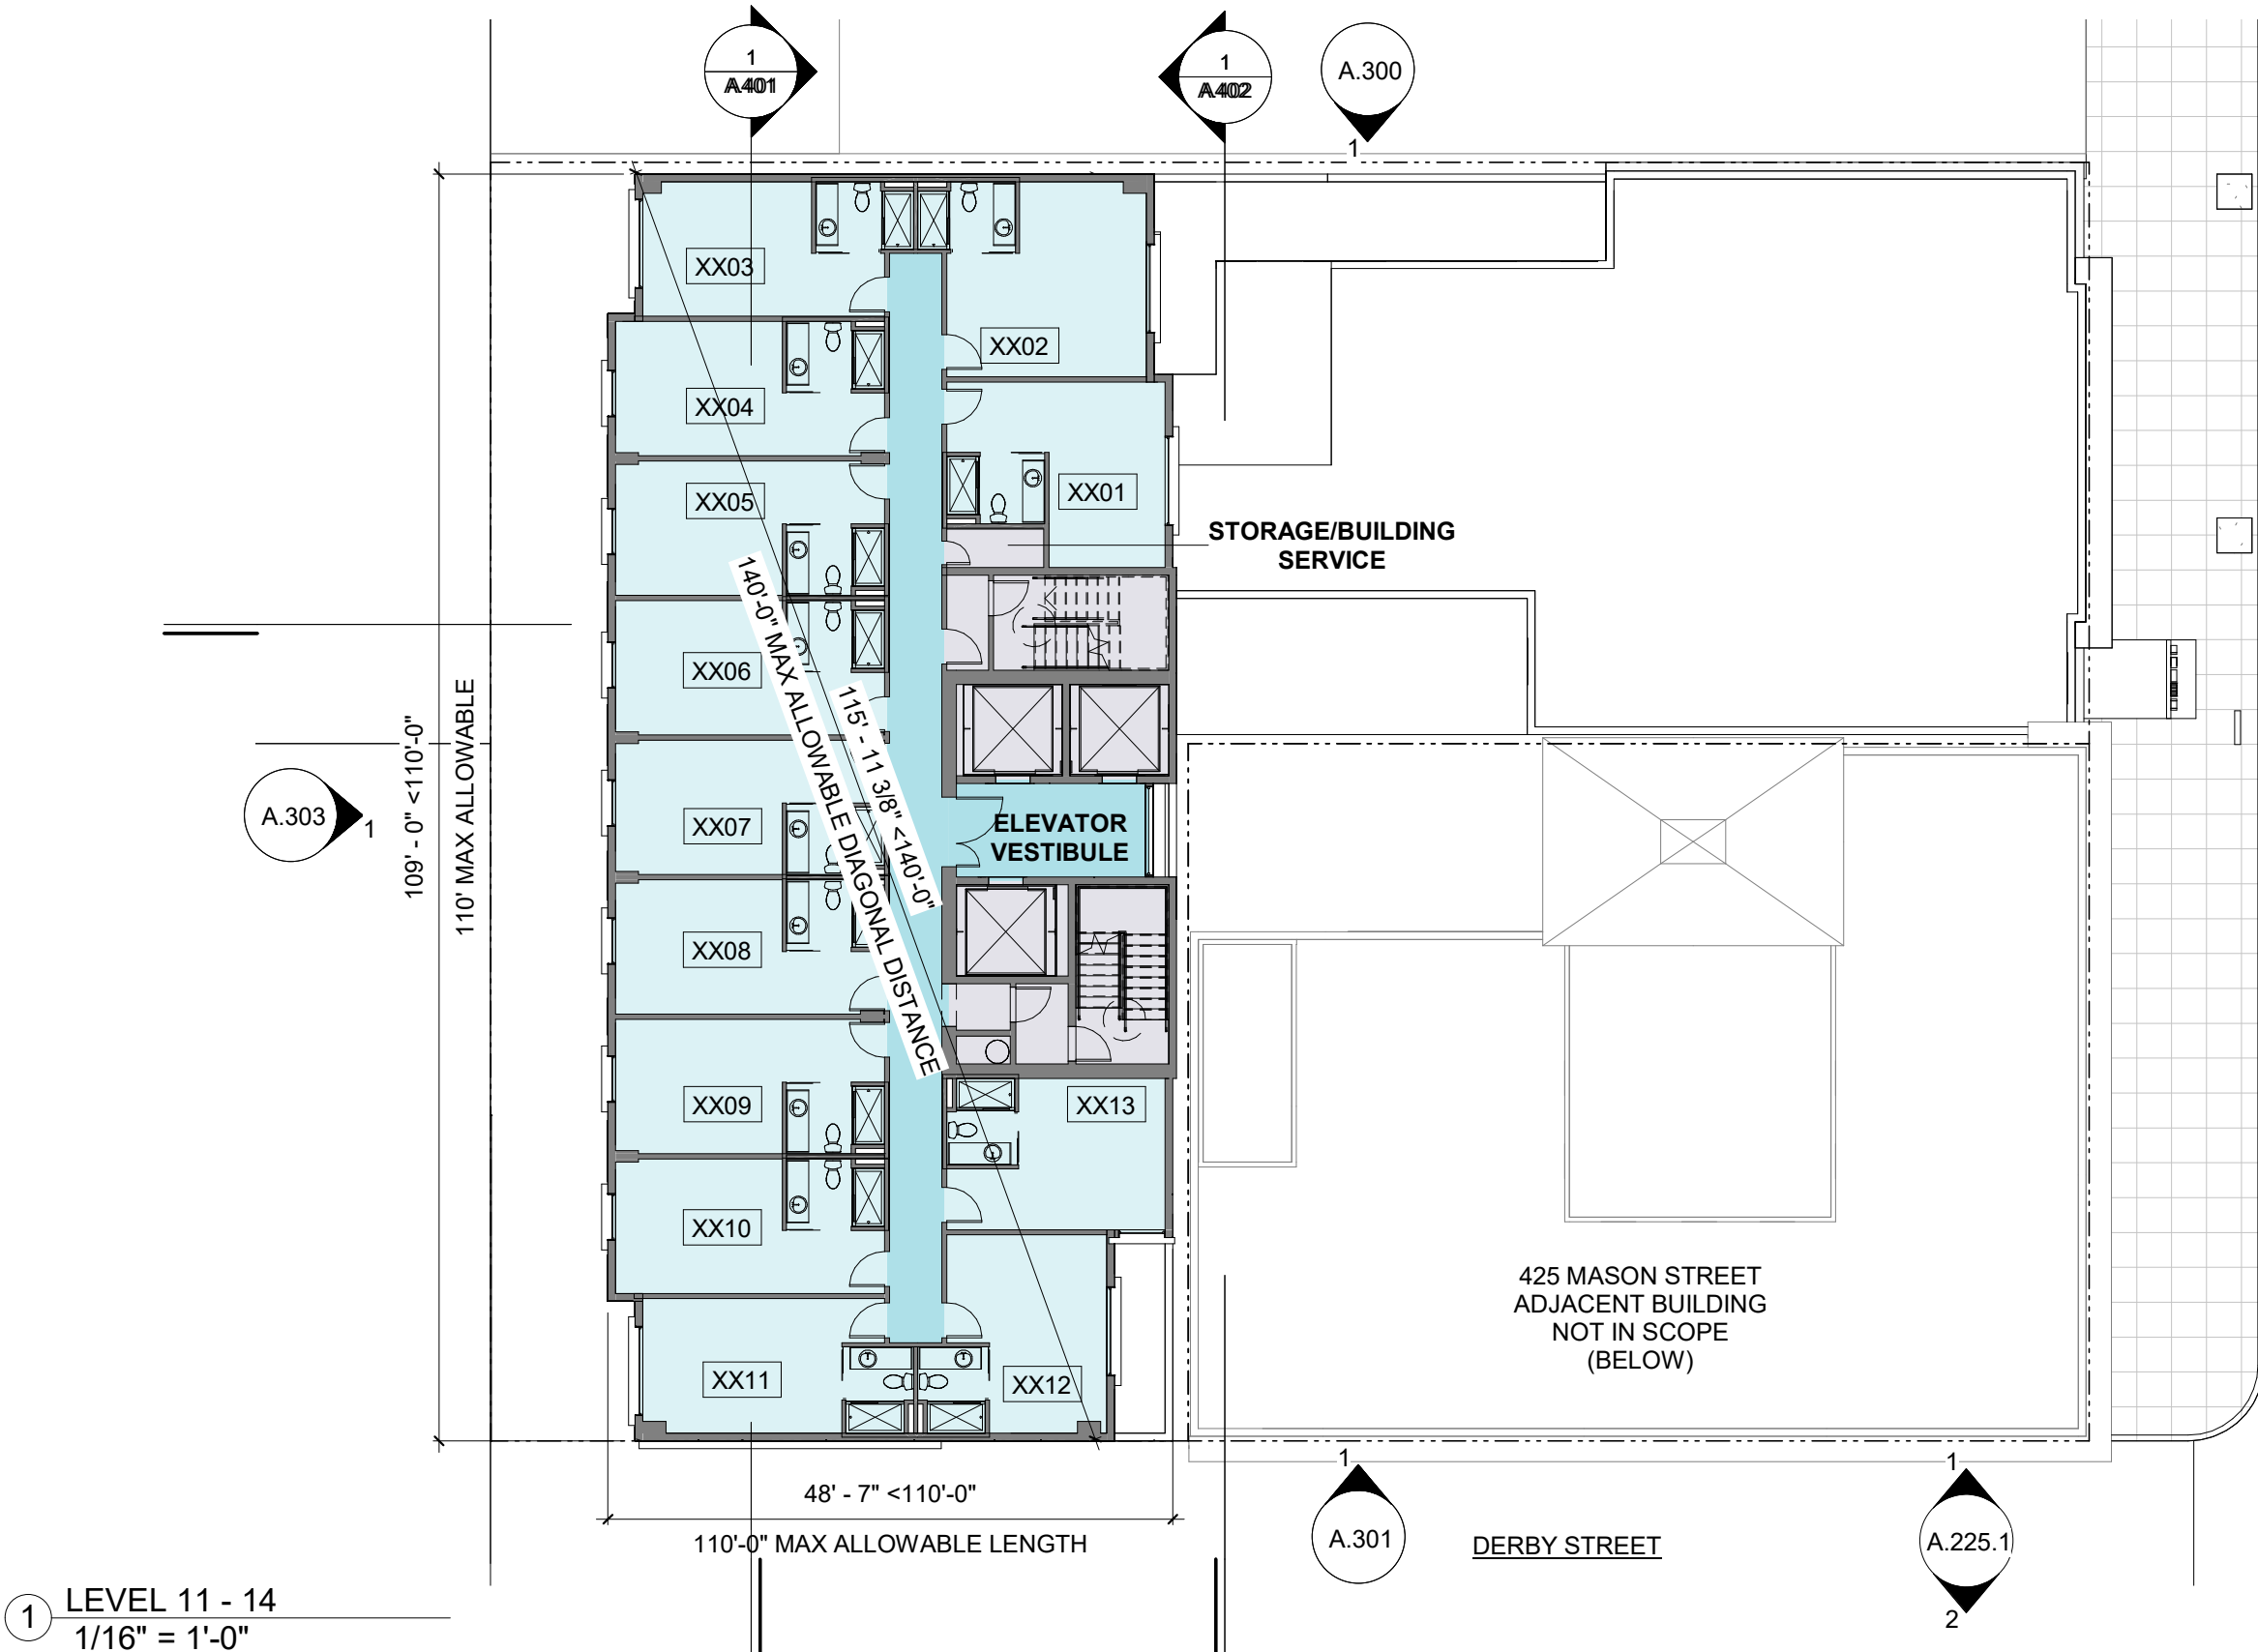 1
A401
1
A402
A.300
1
XX03
XX02
XX04
XX01
XX05
STORAGE/BUILDING
SERVICE
140'-0" MAX ALLOWABLE DIAGONAL DISTANCE
115' - 11 3/8" <140'-0"
XX06
109' - 0" <110'-0"
110' MAX ALLOWABLE
A.303
1
XX07
ELEVATOR
VESTIBULE
XX08
XX09
XX13
XX10
XX11
XX12
425 MASON STREET
ADJACENT BUILDING
NOT IN SCOPE
(BELOW)
48' - 7" <110'-0"
110'-0" MAX ALLOWABLE LENGTH
1
A.301
DERBY STREET
1
A.225.1
2
1
LEVEL 11 - 14
1/16" = 1'-0"